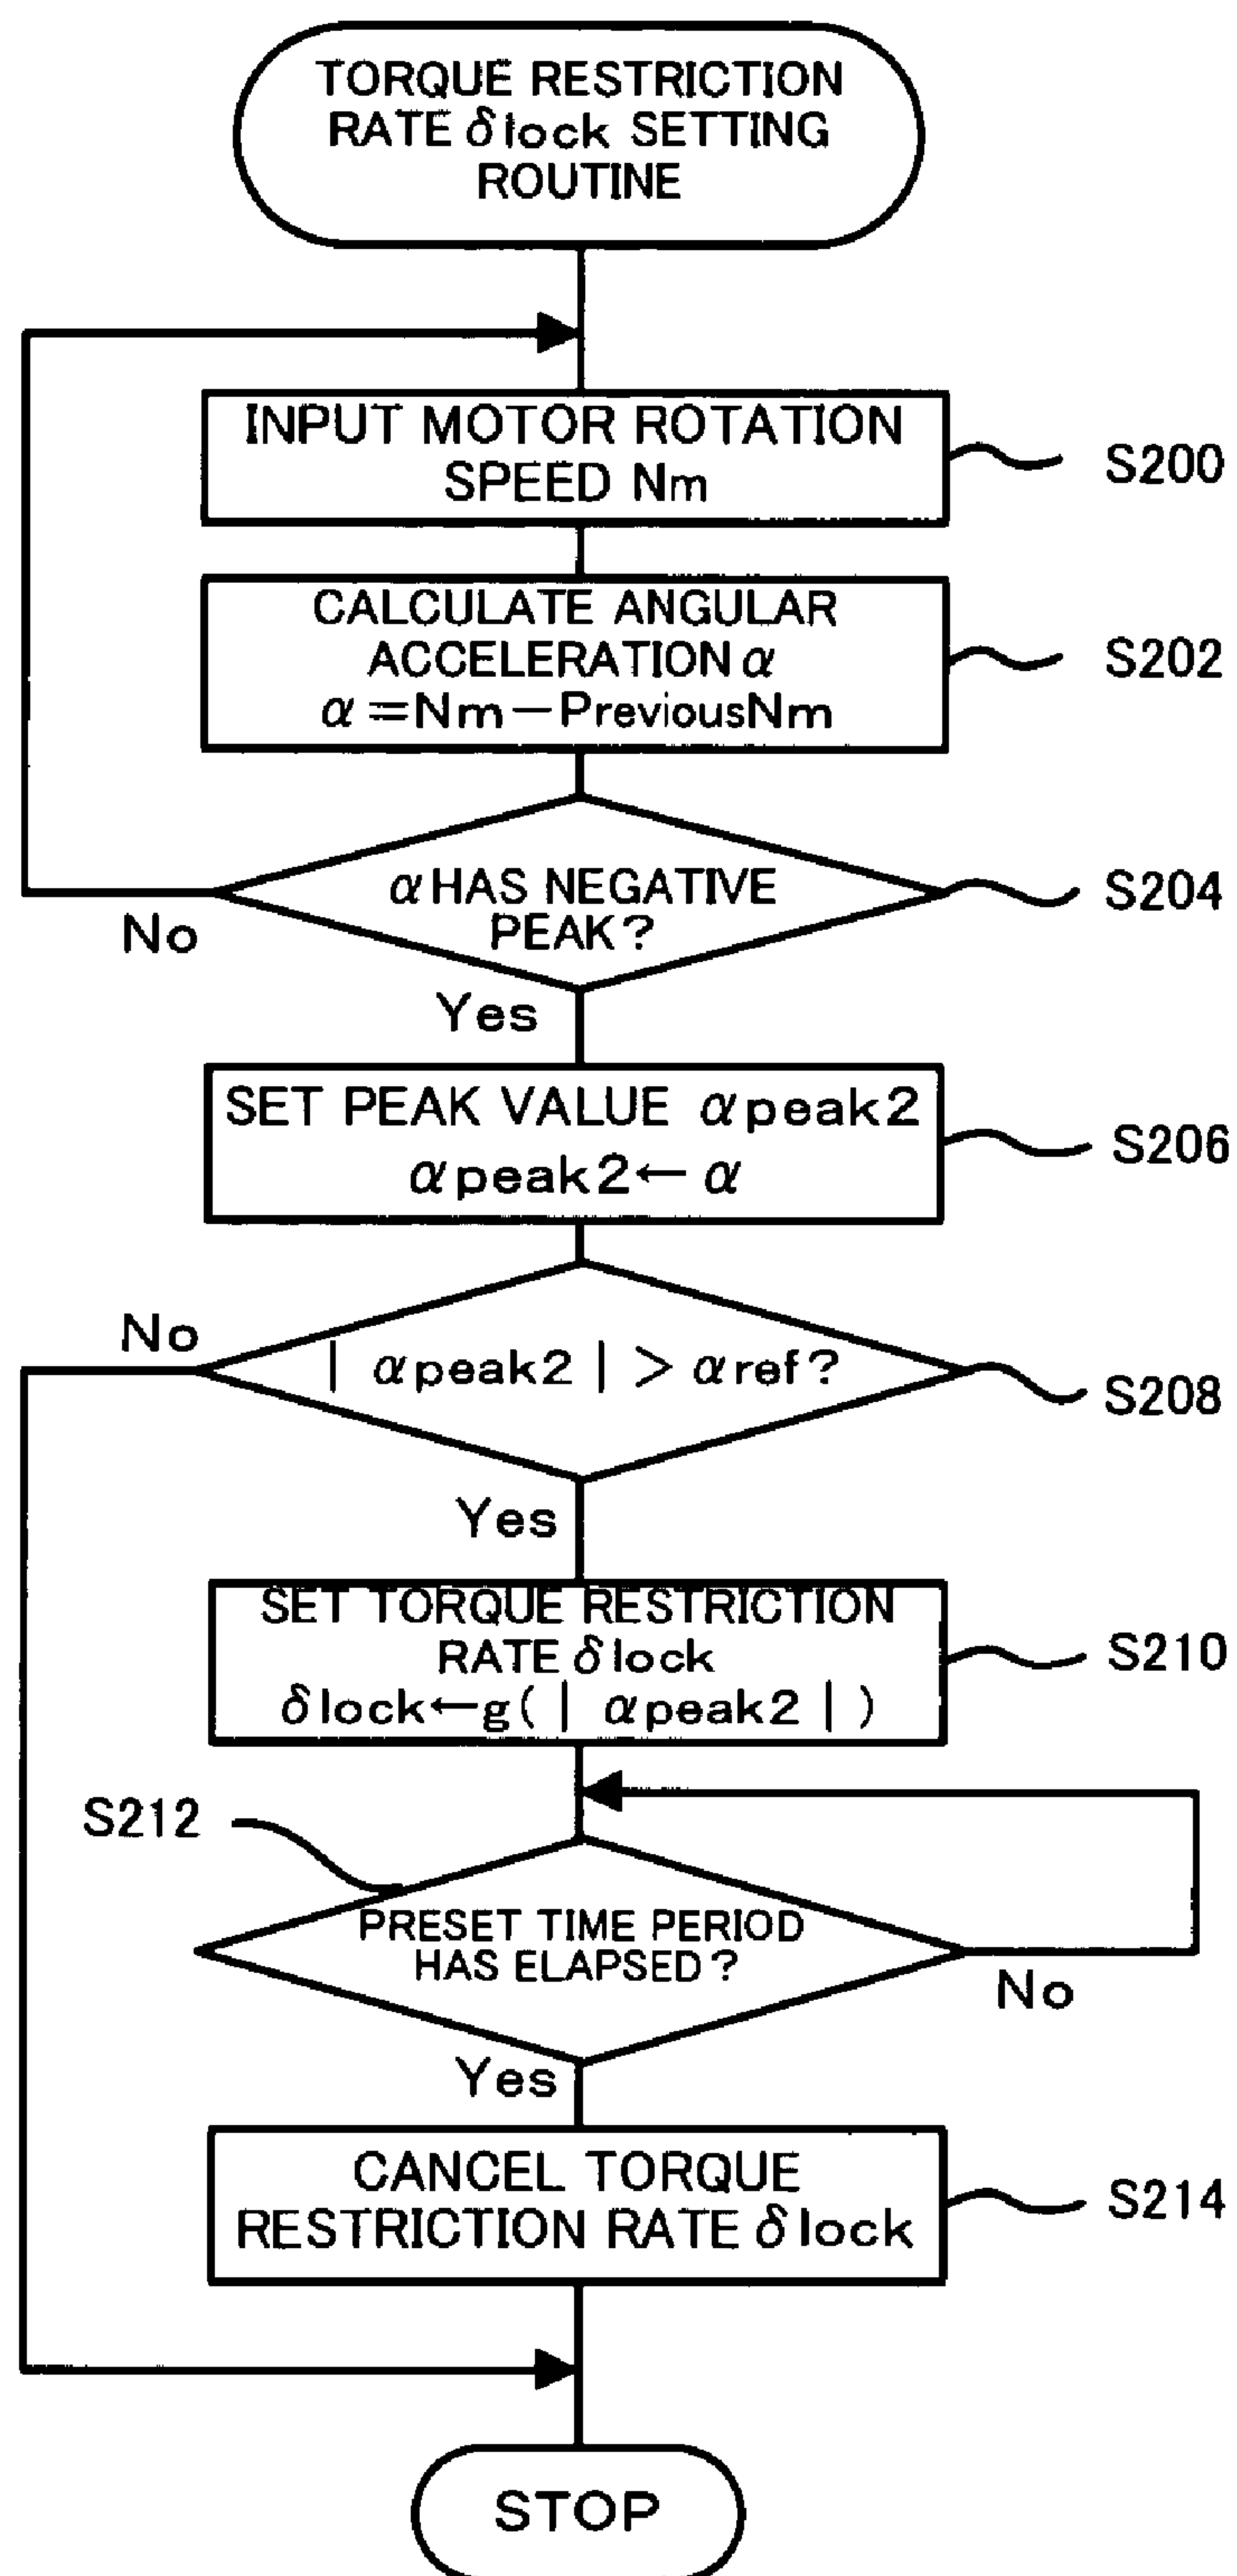 TORQUE RESTRICTION
RATE δlock SETTING
ROUTINE
INPUT MOTOR ROTATION
SPEED Nm
S200
CALCULATE ANGULAR
ACCELERATION α
α=Nm−PreviousNm
S202
α HAS NEGATIVE
PEAK?
S204
No
Yes
SET PEAK VALUE αpeak2
αpeak2←α
S206
No
| αpeak2 | > αref?
S208
Yes
SET TORQUE RESTRICTION
RATE δlock
δlock←g( | αpeak2 | )
S210
S212
PRESET TIME PERIOD
HAS ELAPSED?
No
Yes
CANCEL TORQUE
RESTRICTION RATE δlock
S214
STOP